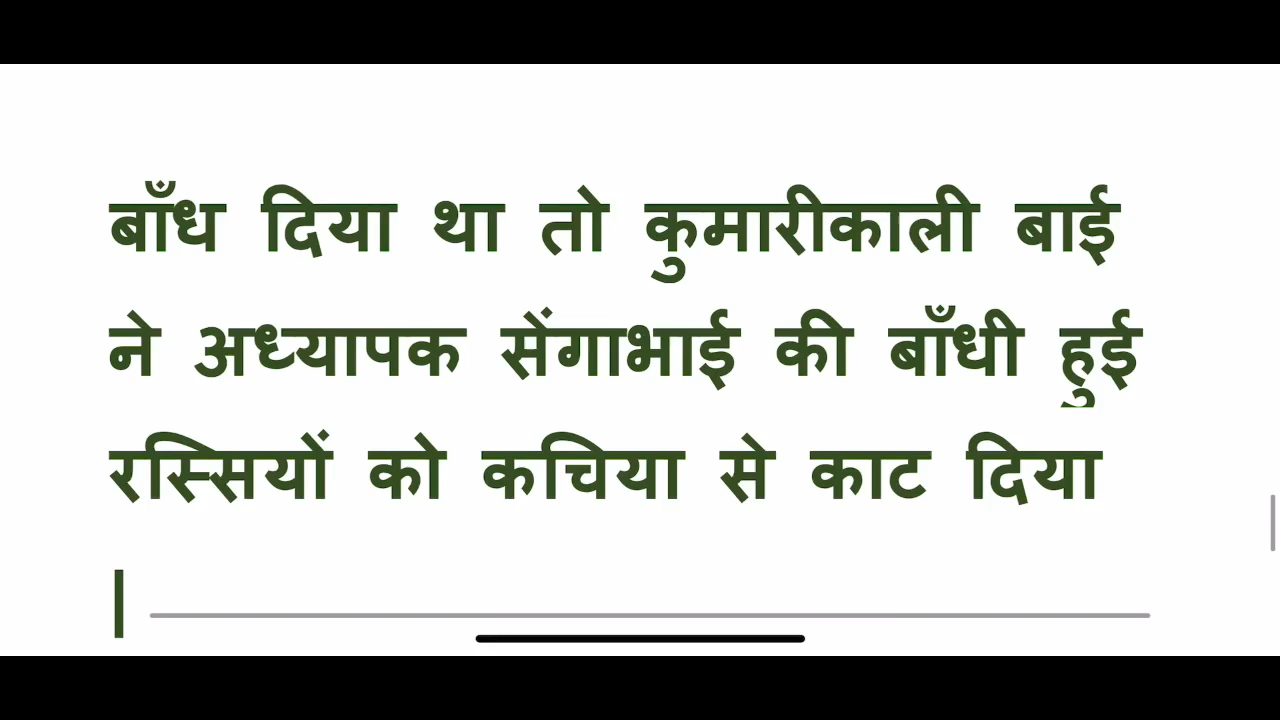 बाँध दिया था तो कुमारीकाली बाई
ने अध्यापक सेंगाभाई की बाँधी हुई
रस्सियों को कचिया से काट दिया
|